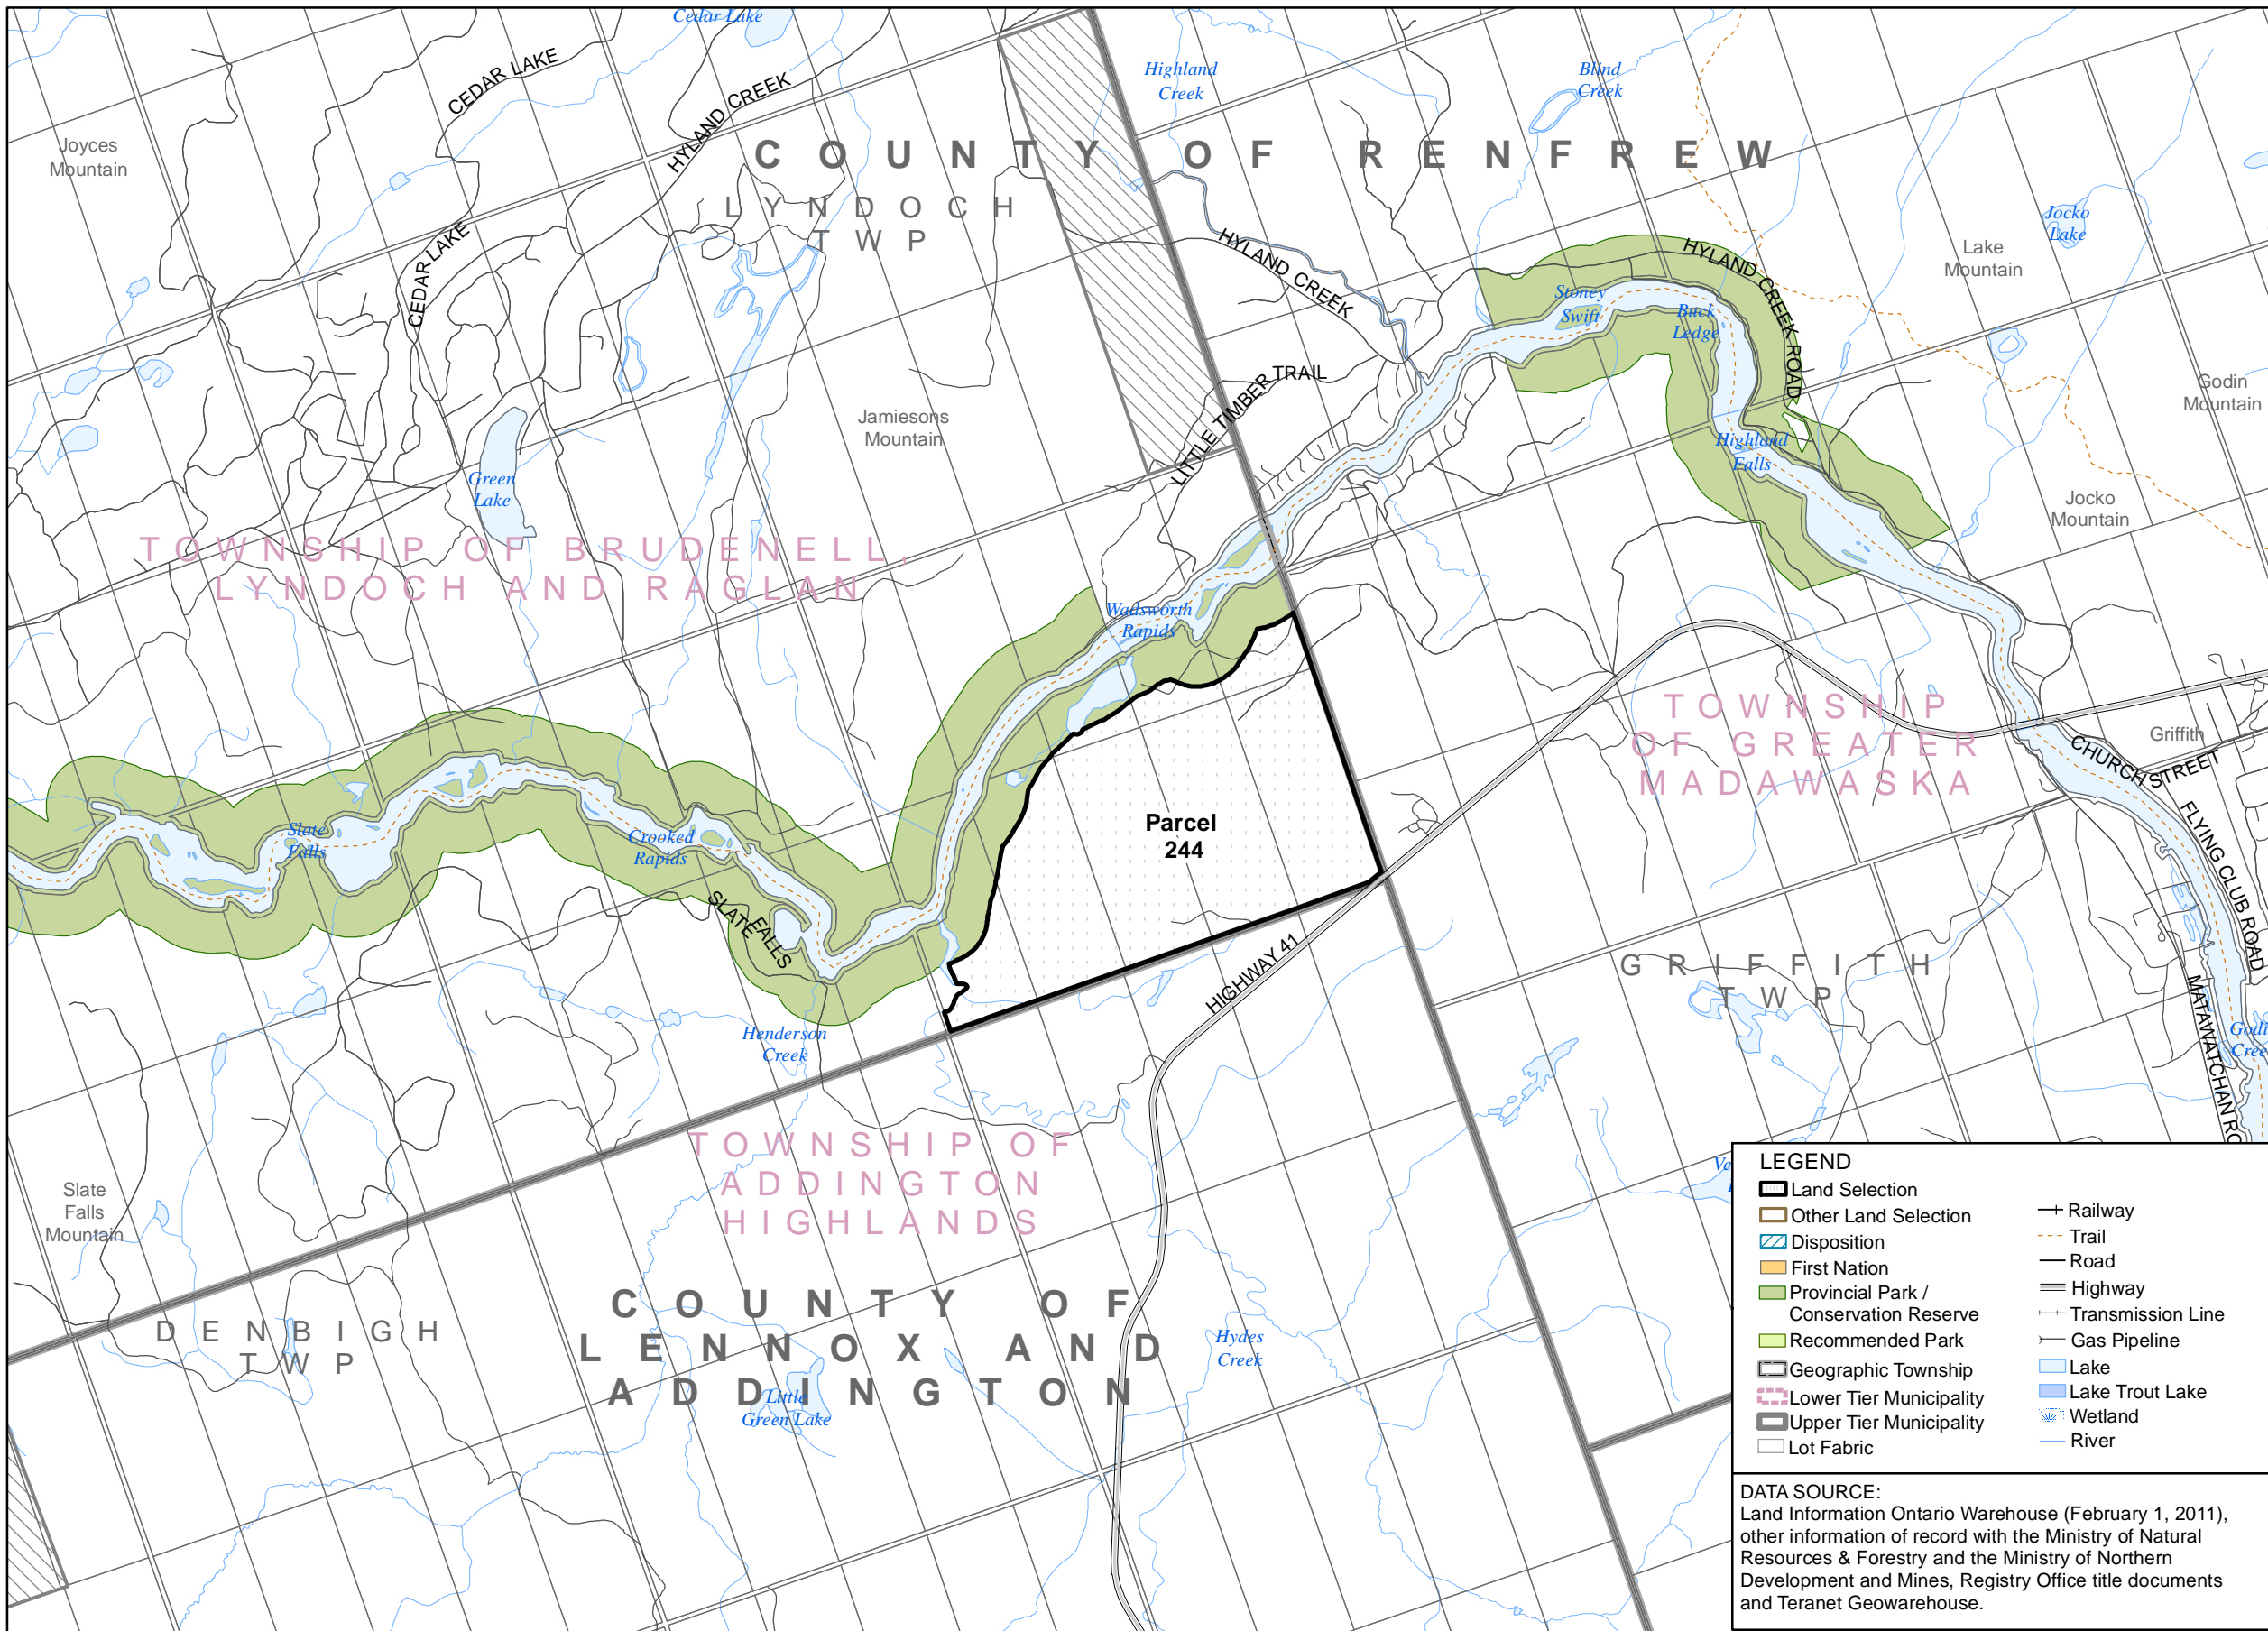 Cedar Lake
CEDAR LAKE
HYLAND CREEK
Highland
Creek
Blind
Creek
Joyces
Mountain
COUNTY OF RENFREW
LYNDOCH
TWP
CEDAR LAKE
HYLAND CREEK
HYLAND CREEK ROAD
Jocko
Lake
Lake
Mountain
Stoney
Swift
Buck
Ledge
Godin
Mountain
LITTLE TIMBER TRAIL
Jamiesons
Mountain
Highland
Falls
Green
Lake
Jocko
Mountain
TOWNSHIP OF BRUDENELL,
LYNDOCH AND RAGLAN
Wadsworth
Rapids
TOWNSHIP
OF GREATER
MADAWASKA
Griffith
CHURCH STREET
FLYING CLUB ROAD
Slate
Falls
Crooked
Rapids
Parcel
244
SLATE FALLS
HIGHWAY 41
GRIFFITH
TWP
MATAWATCHAN RO
Henderson
Creek
Godi
Cree
TOWNSHIP OF
ADDINGTON
HIGHLANDS
Slate
Falls
Mountain
Ve
DENBIGH
TWP
COUNTY OF
LENNOX AND
ADDINGTON
Hydes
Creek
Little
Green Lake
LEGEND
Land Selection
Other Land Selection
Disposition
First Nation
Provincial Park /
Conservation Reserve
Recommended Park
Geographic Township
Lower Tier Municipality
Upper Tier Municipality
Lot Fabric
Railway
Trail
Road
Highway
Transmission Line
Gas Pipeline
Lake
Lake Trout Lake
Wetland
River
DATA SOURCE:
Land Information Ontario Warehouse (February 1, 2011),
other information of record with the Ministry of Natural
Resources & Forestry and the Ministry of Northern
Development and Mines, Registry Office title documents
and Teranet Geowarehouse.